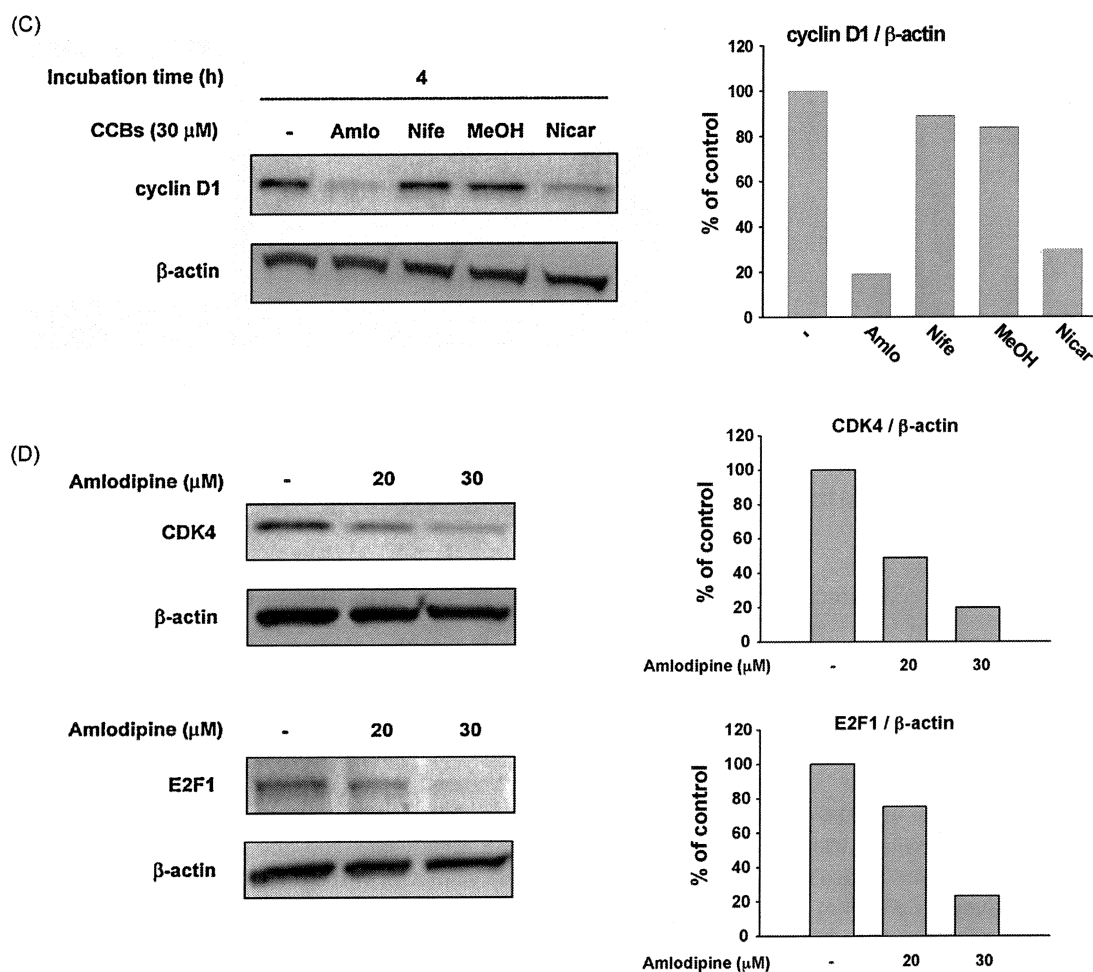 (C)
Incubation time (h) 4
CCBs (30 μM) - Amlo Nife MeOH Nicar
cyclin D1
β-actin
cyclin D1 / β-actin
% of control
120
100
80
60
40
20
0
- Amlo Nife MeOH Nicar
(D)
Amlodipine (μM) - 20 30
CDK4
β-actin
CDK4 / β-actin
% of control
120
100
80
60
40
20
0
Amlodipine (μM) - 20 30
Amlodipine (μM) - 20 30
E2F1
β-actin
E2F1 / β-actin
% of control
120
100
80
60
40
20
0
Amlodipine (μM) - 20 30